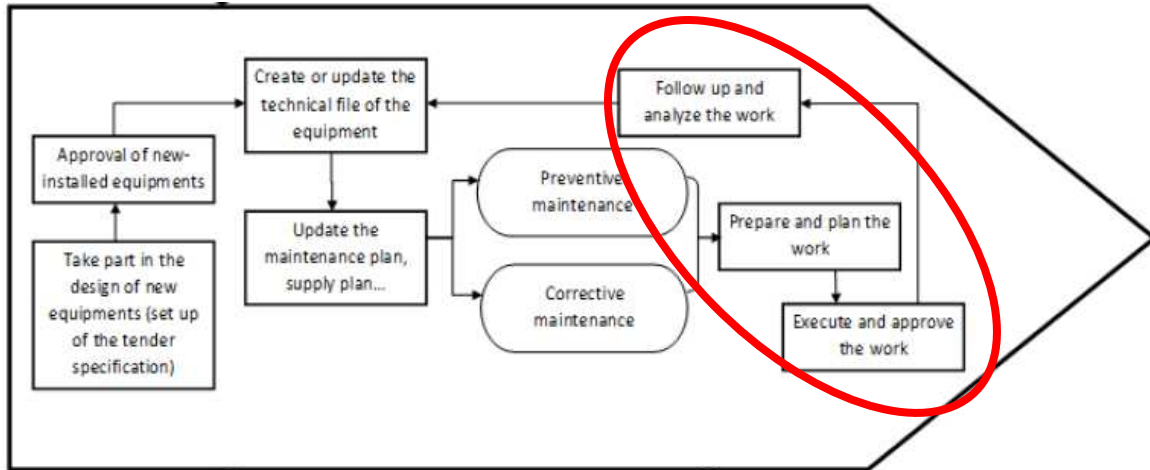 Create or update the
technical file of the
equipment
Follow up and
analyze the work
Approval of new-
installed equipments
Preventive
maintenance
Prepare and plan the
work
Update the
maintenance plan,
supply plan...
Take part in the
design of new
equipments (set up
of the tender
specification)
Corrective
maintenance
Execute and approve
the work